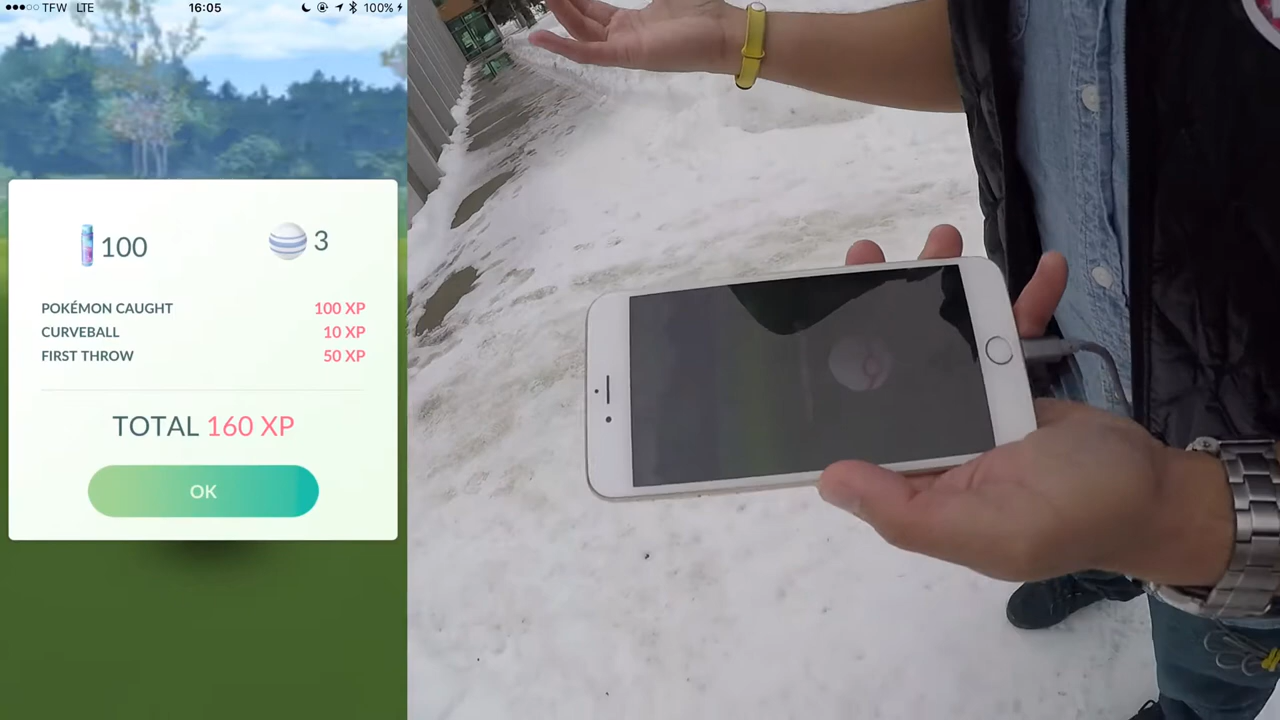 TFW LTE 16:05 100%
100 3
POKÉMON CAUGHT 100 XP
CURVEBALL 10 XP
FIRST THROW 50 XP
TOTAL 160 XP
OK